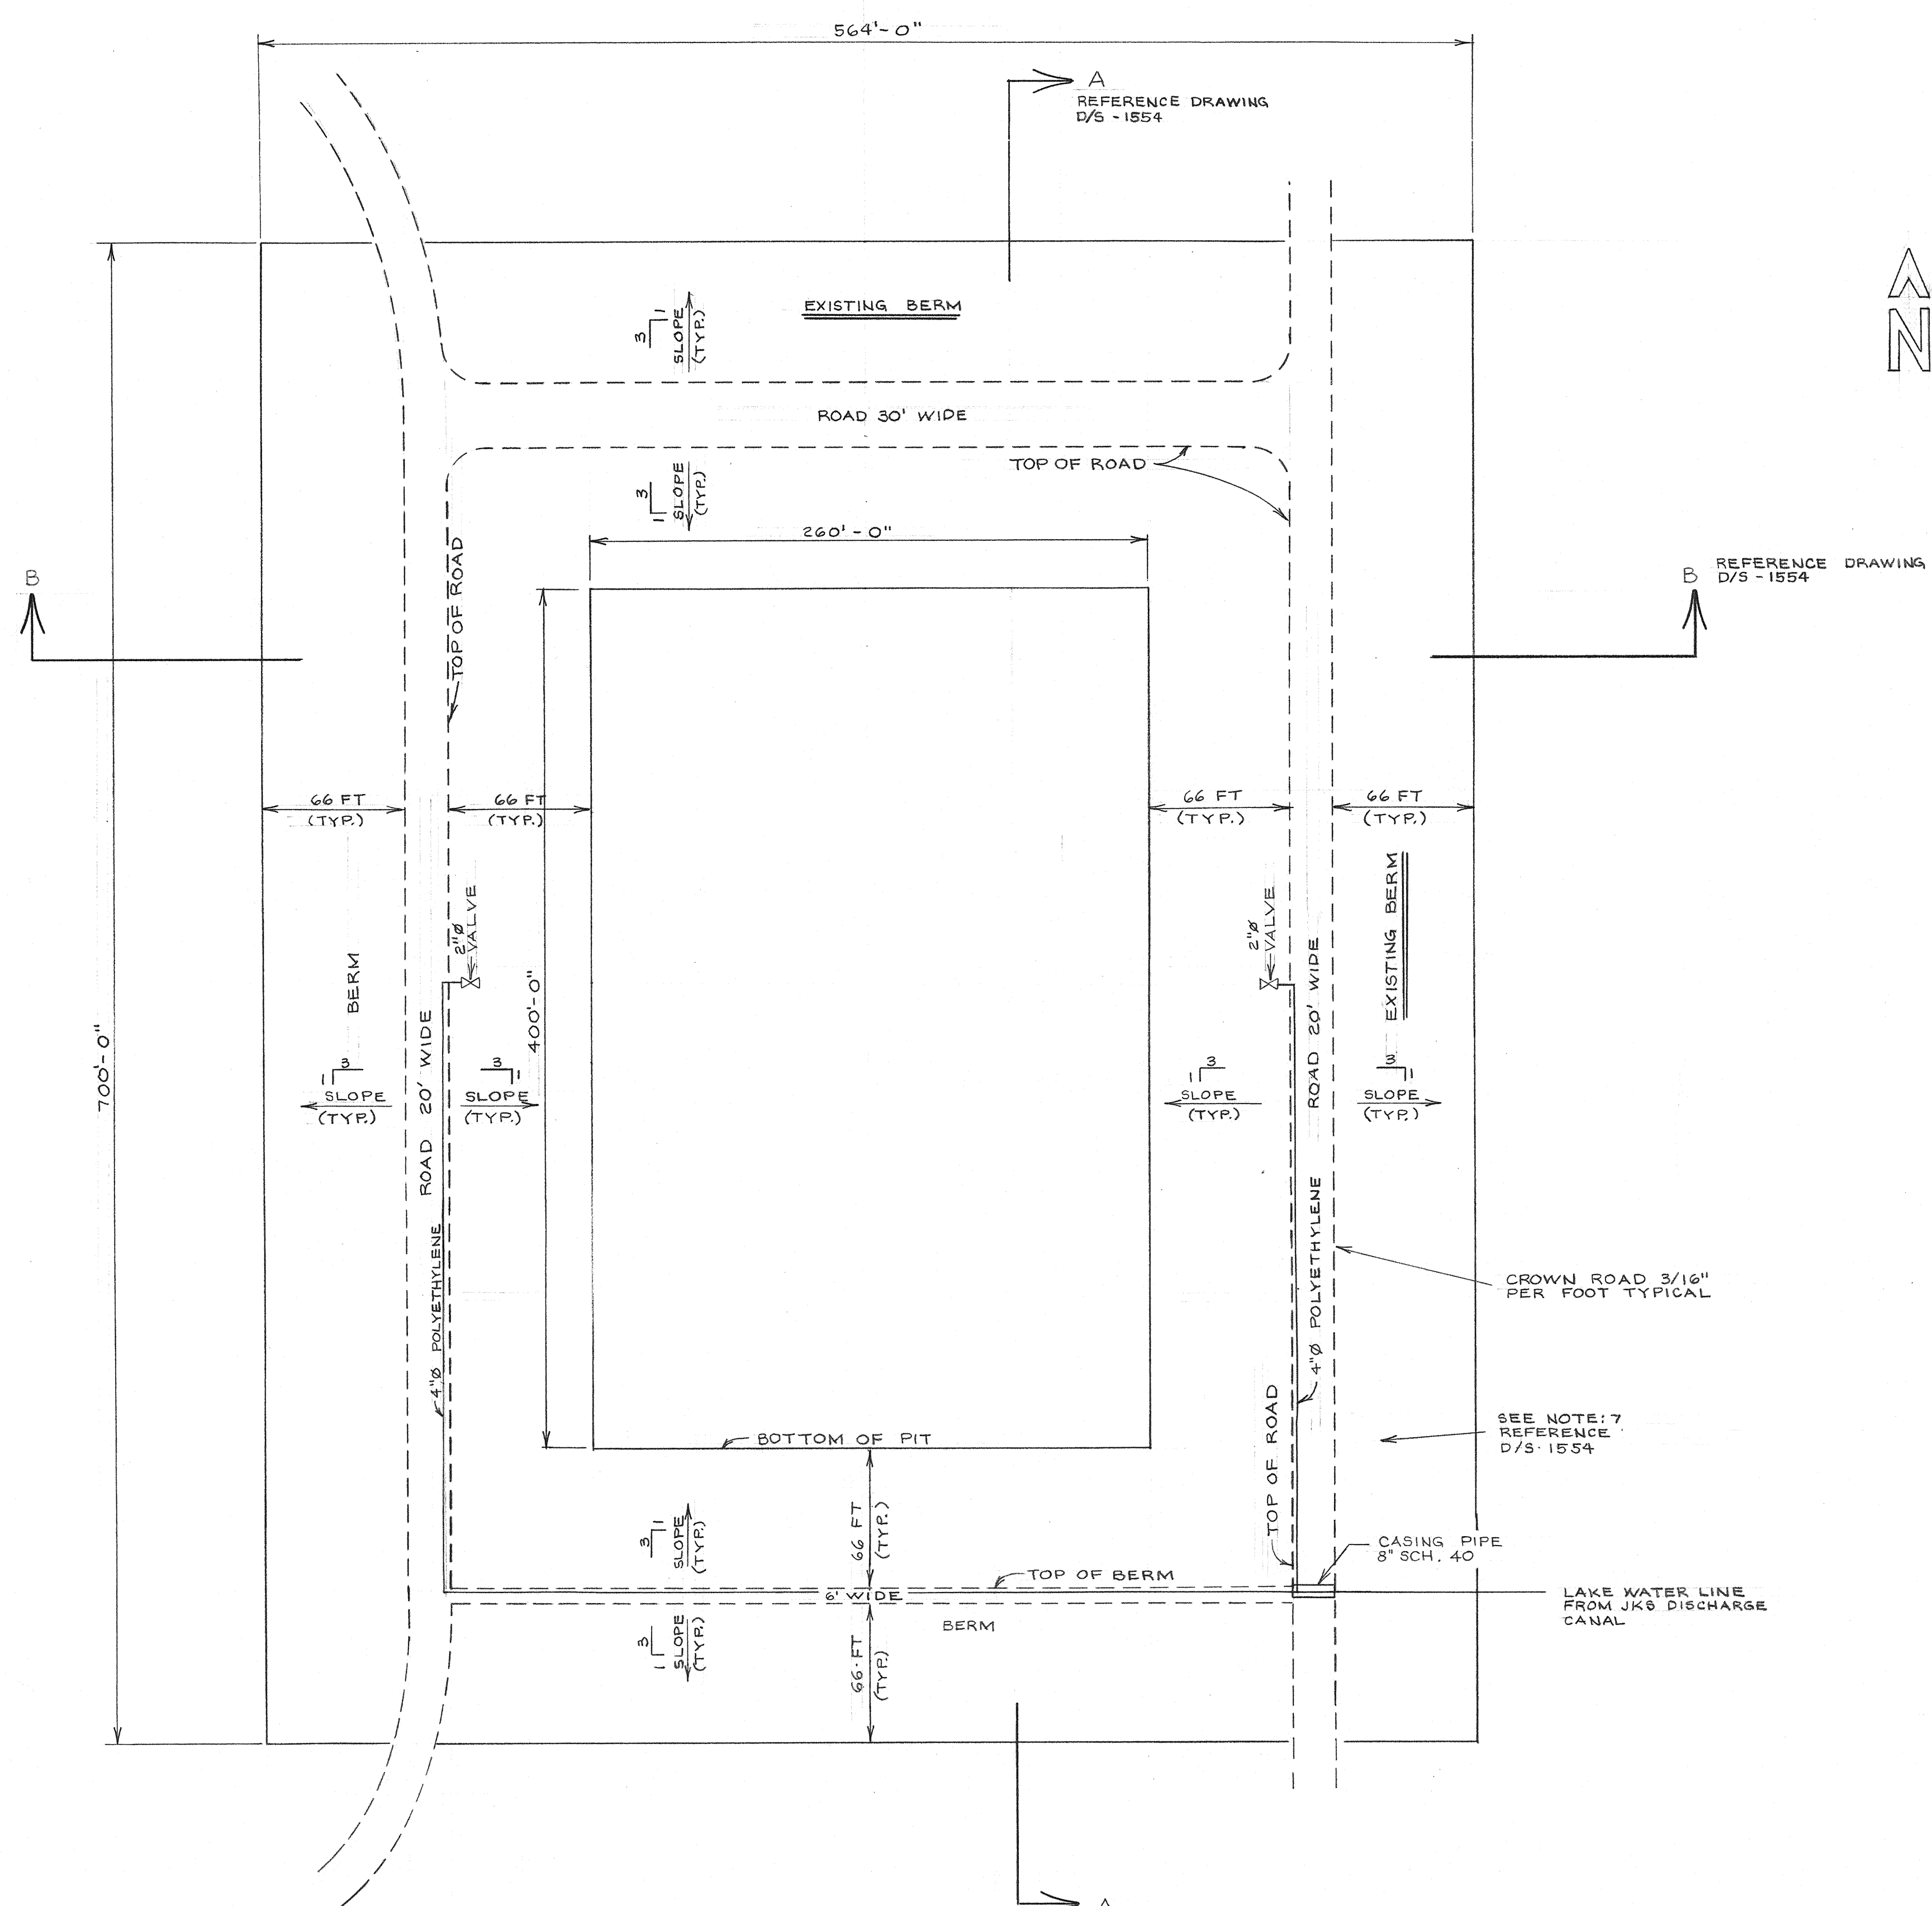 564'-0"
A
REFERENCE DRAWING
D/S - 1554
N
EXISTING BERM
3
1
SLOPE
(TYP.)
ROAD 30' WIDE
TOP OF ROAD
3
1
SLOPE
(TYP.)
260'-0"
TOP OF ROAD
B
B
REFERENCE DRAWING
D/S - 1554
66 FT
(TYP.)
66 FT
(TYP.)
66 FT
(TYP.)
66 FT
(TYP.)
2"Ø
VALVE
2"Ø
VALVE
BERM
EXISTING BERM
ROAD 20' WIDE
ROAD 20' WIDE
400'-0"
700'-0"
3
1
SLOPE
(TYP.)
3
1
SLOPE
(TYP.)
3
1
SLOPE
(TYP.)
3
1
SLOPE
(TYP.)
4"Ø POLYETHYLENE
4"Ø POLYETHYLENE
CROWN ROAD 3/16"
PER FOOT TYPICAL
SEE NOTE: 7
REFERENCE
D/S-1554
BOTTOM OF PIT
TOP OF ROAD
3
1
SLOPE
(TYP.)
66 FT
(TYP.)
CASING PIPE
8" SCH. 40
TOP OF BERM
6' WIDE
LAKE WATER LINE
FROM JKS DISCHARGE
CANAL
BERM
3
1
SLOPE
(TYP.)
66-FT
(TYP.)
A